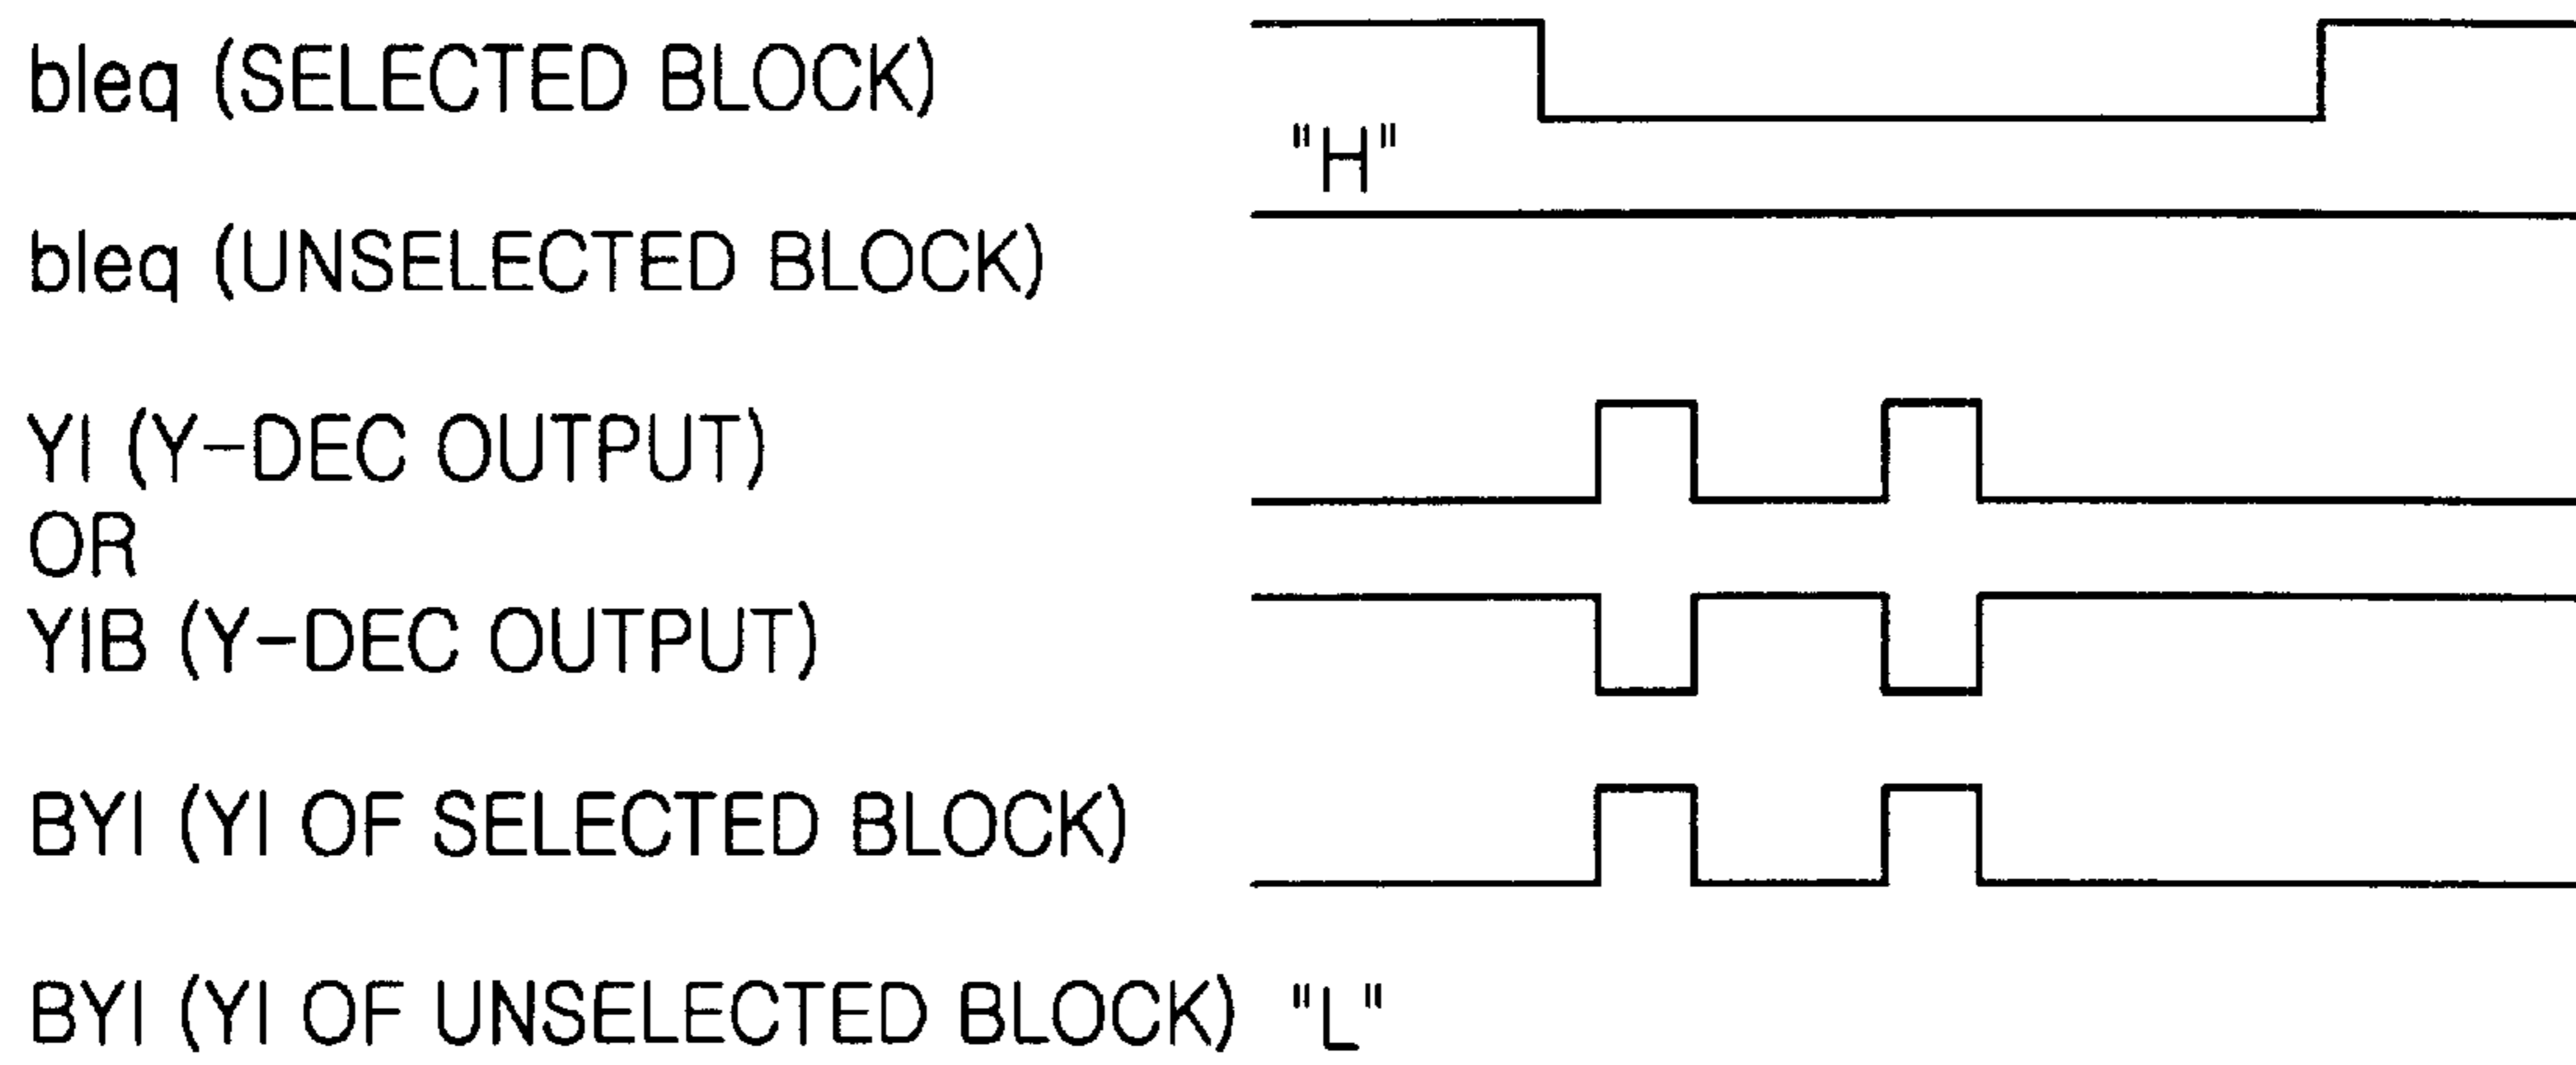 bleq (SELECTED BLOCK)
"H"
bleq (UNSELECTED BLOCK)
YI (Y-DEC OUTPUT)
OR
YIB (Y-DEC OUTPUT)
BYI (YI OF SELECTED BLOCK)
BYI (YI OF UNSELECTED BLOCK) "L"